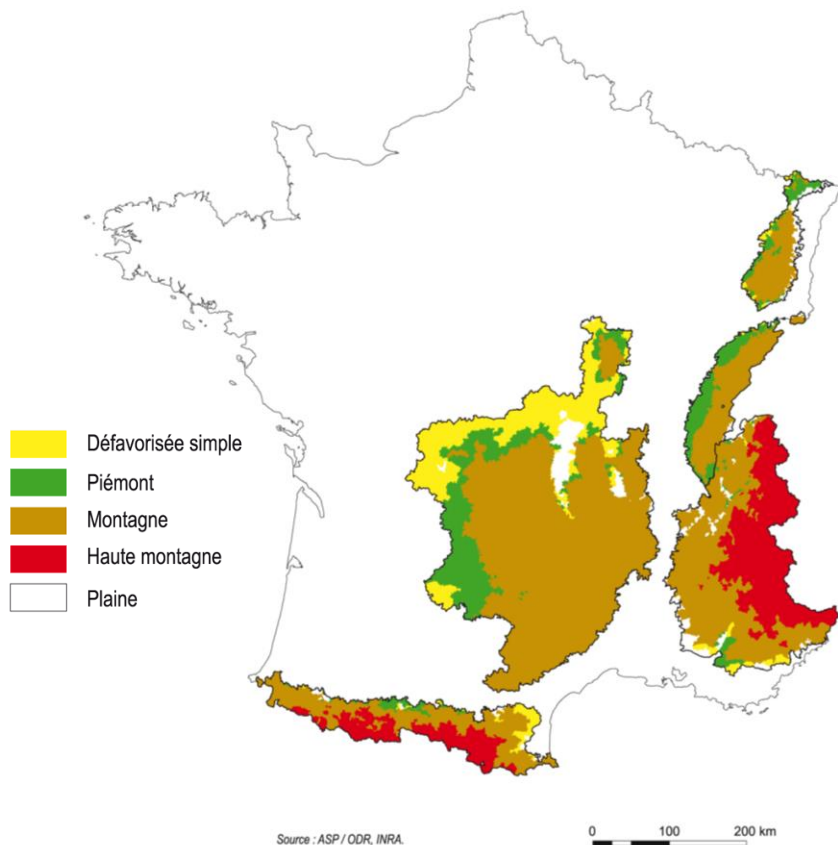 Défavorisée simple
Piémont
Montagne
Haute montagne
Plaine
Source : ASP / ODR, INRA.
0 100 200 km